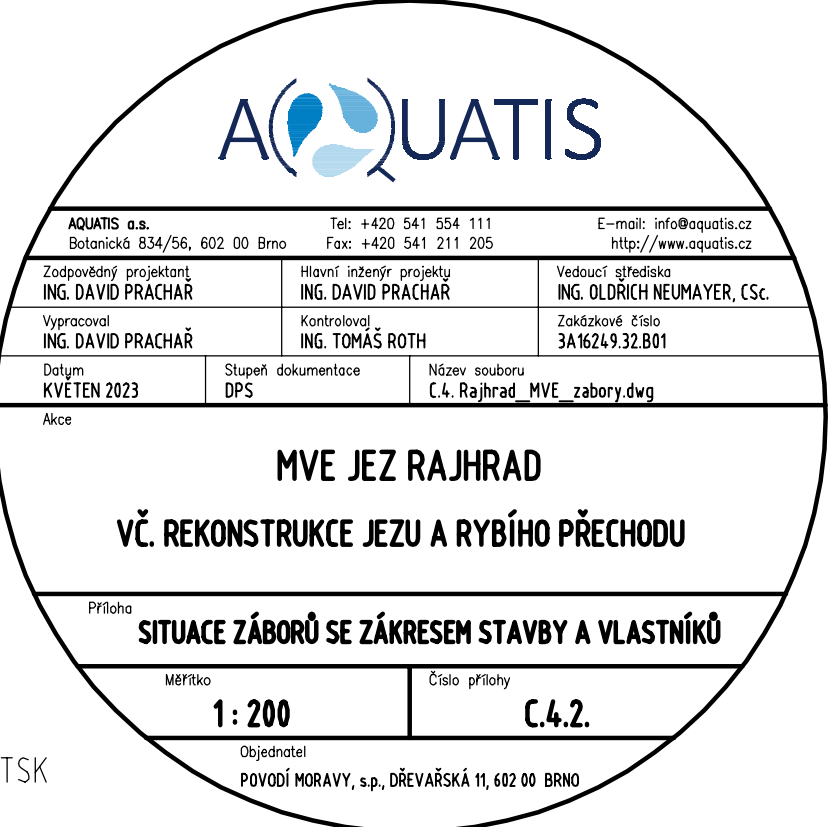 AQUATIS
AQUATIS a.s. Tel: +420 541 554 111 E-mail: info@aquatis.cz
Botanická 834/56, 602 00 Brno Fax: +420 541 211 205 http://www.aquatis.cz
Zodpovědný projektant Hlavní inženýr projektu Vedoucí střediska
ING. DAVID PRACHAŘ ING. DAVID PRACHAŘ ING. OLDŘICH NEUMAYER, CSc.
Vypracoval Kontroloval Zakázkové číslo
ING. DAVID PRACHAŘ ING. TOMÁŠ ROTH 3A16249.32.B01
Datum Stupeň dokumentace Název souboru
KVĚTEN 2023 DPS C.4. Rajhrad_MVE_zabory.dwg
Akce
MVE JEZ RAJHRAD
VČ. REKONSTRUKCE JEZU A RYBÍHO PŘECHODU
Příloha
SITUACE ZÁBORŮ SE ZÁKRESEM STAVBY A VLASTNÍKŮ
Měřítko Číslo přílohy
1 : 200 C.4.2.
Objednatel
TSK
POVODÍ MORAVY, s.p., DŘEVAŘSKÁ 11, 602 00 BRNO